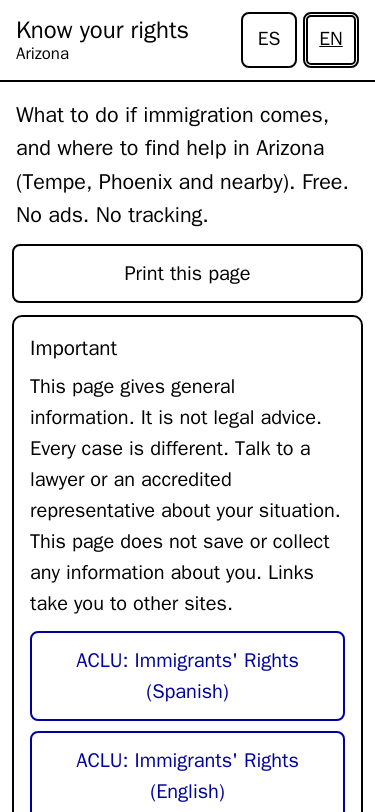 Know your rights
Arizona
ES
EN
What to do if immigration comes,
and where to find help in Arizona
(Tempe, Phoenix and nearby). Free.
No ads. No tracking.
Print this page
Important
This page gives general
information. It is not legal advice.
Every case is different. Talk to a
lawyer or an accredited
representative about your situation.
This page does not save or collect
any information about you. Links
take you to other sites.
ACLU: Immigrants' Rights
(Spanish)
ACLU: Immigrants' Rights
(English)